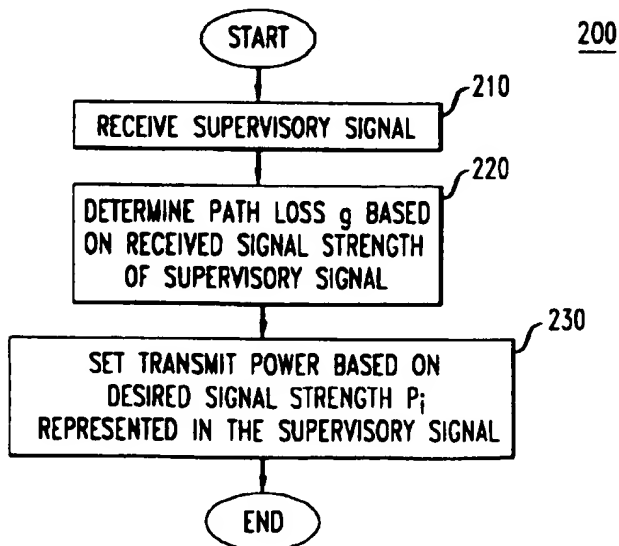 START
200
210
RECEIVE SUPERVISORY SIGNAL
220
DETERMINE PATH LOSS g BASED
ON RECEIVED SIGNAL STRENGTH
OF SUPERVISORY SIGNAL
230
SET TRANSMIT POWER BASED ON
DESIRED SIGNAL STRENGTH Pi
REPRESENTED IN THE SUPERVISORY SIGNAL
END